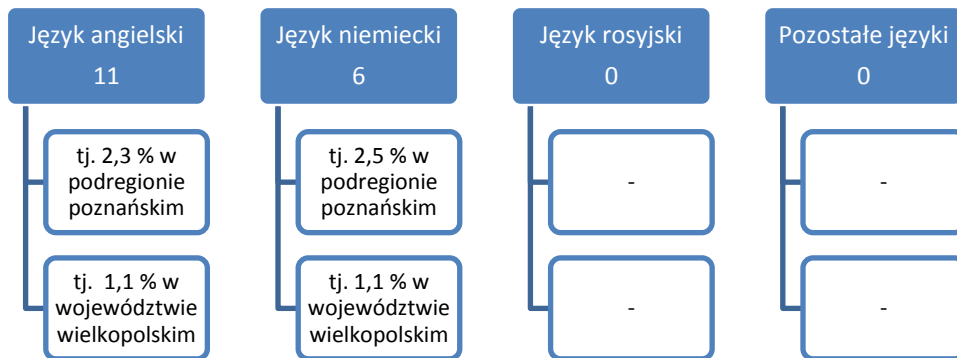 Język angielski
11
tj. 2,3 % w
podregionie
poznańskim
tj. 1,1 % w
województwie
wielkopolskim
Język niemiecki
6
tj. 2,5 % w
podregionie
poznańskim
tj. 1,1 % w
województwie
wielkopolskim
Język rosyjski
0
-
-
Pozostałe języki
0
-
-